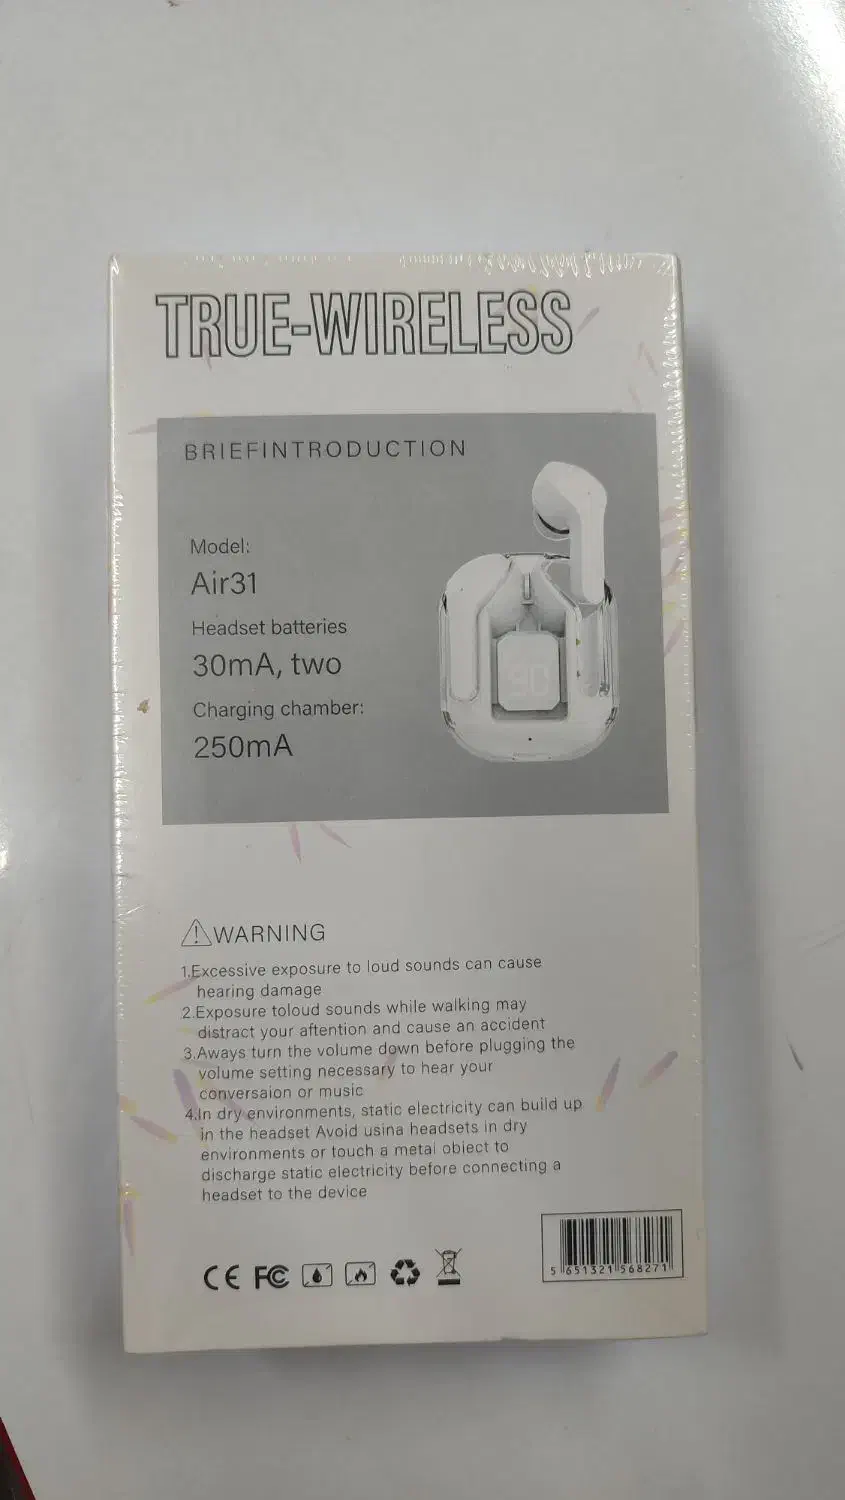 TRUE-WIRELESS
BRIEFINTRODUCTION
Model:
Air31
Headset batteries
30mA, two
Charging chamber:
250mA
90
WARNING
1.Excessive exposure to loud sounds can cause
hearing damage
2.Exposure toloud sounds while walking may
distract your aftention and cause an accident
3.Aways turn the volume down before plugging the
volume setting necessary to hear your
conversaion or music
4.In dry environments, static electricity can build up
in the headset Avoid usina headsets in dry
environments or touch a metai obiect to
discharge static electricity before connecting a
headset to the device
CE FC
5 651321 568271